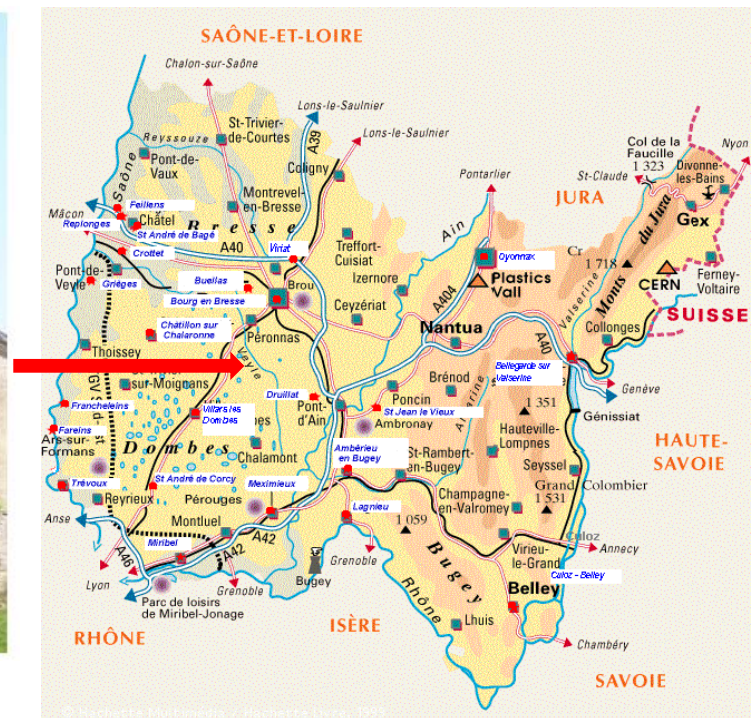 SAÔNE-ET-LOIRE
Chalon-sur-Saône
Lons-le-Saulnier
St-Trivier-
de-Courtes
A39
Lons-le-Saulnier
Reyssouze
Pont-de-
Vaux
Coligny
Saône
Montrevel-
en-Bresse
Pontarlier
Col de la
Faucille
1 323
St-Claude
Divonne-
les-Bains
Nyon
JURA
Gex
Feillens
Mâcon
Replonges
Châtel
St André de Bagé
Bresse
A40
Crottet
Viriat
Treffort-
Cuisiat
Ain
Oyonnax
Cr
1 718
Monts
du Jura
Pont-de-
Veyle
Grièges
Buellas
Bourg en Bresse
Brou
Izernore
Ceyzériat
A404
Plastics
Vall
Valserine
CERN
Ferney-
Voltaire
SUISSE
Châtillon sur
Chalaronne
Péronnas
Nantua
A40
Collonges
Thoissey
sur-Moignans
Veyle
Bellegarde sur
Valserine
Genève
Francheleins
Villars les
Dombes
Druillat
Pont-
d'Ain
Poncin
Brénod
St Jean le Vieux
Ambronay
1 351
Génissiat
Fareins
Ars-sur-
Formans
Dombes
Chalamont
Ambérieu
en Bugey
St-Rambert-
en-Bugey
Hauteville-
Lompnes
HAUTE-
SAVOIE
Seyssel
Grand Colombier
1 531
Trévoux
Reyrieux
St André de Corcy
Pérouges
Meximieux
Lagnieu
Champagne-
en-Valromey
Anse
Montluel
A42
1 059
Culoz
Annecy
A46
Miribel
A42
Bugey
Grenoble
Virieu-
le-Grand
Culoz - Belley
Lyon
Grenoble
Bugey
Belley
Parc de loisirs
de Miribel-Jonage
Rhône
Lhuis
RHÔNE
ISÈRE
Chambéry
SAVOIE